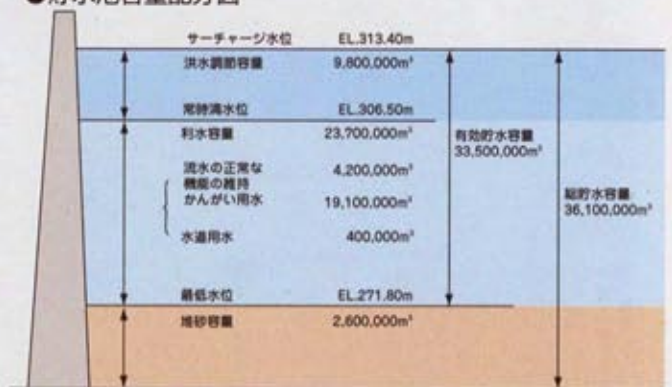 サーチャージ水位 EL.313.40m
洪水調節容量 9,800,000m³
常時満水位 EL.306.50m
利水容量 23,700,000m³
有効貯水容量
33,500,000m³
流水の正常な
機能の維持 4,200,000m³
かんがい用水 19,100,000m³
総貯水容量
36,100,000m³
水道用水 400,000m³
最低水位 EL.271.80m
堆砂容量 2,600,000m³